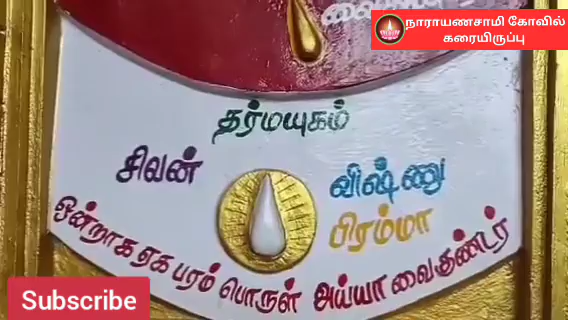 நாராயணசாமி கோவில்
கரையிருப்பு
தர்மயுகம்
சிவன்
விஷ்ணு
பிரம்மா
ஒன்றாக ஏக பரம் பொருள் அய்யா வைகுண்டர்
Subscribe